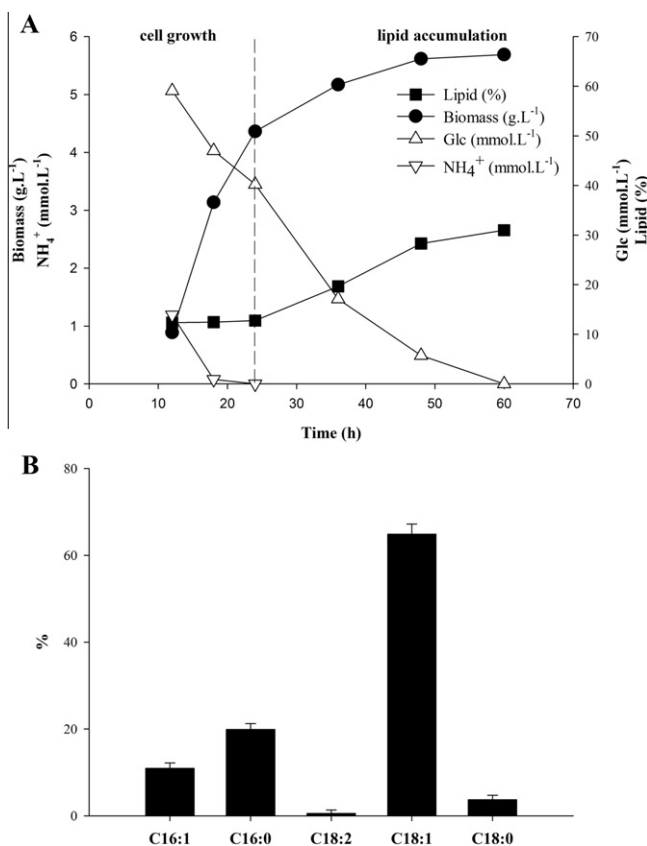 A
cell growth
lipid accumulation
6
5
4
3
2
1
0
70
60
50
40
30
20
10
0
Lipid (%)
Biomass (g.L⁻¹)
Glc (mmol.L⁻¹)
NH₄⁺ (mmol.L⁻¹)
Biomass (g.L⁻¹)
NH₄⁺ (mmol.L⁻¹)
Glc (mmol.L⁻¹)
Lipid (%)
0 10 20 30 40 50 60 70
Time (h)
B
80
60
40
20
0
%
C16:1 C16:0 C18:2 C18:1 C18:0